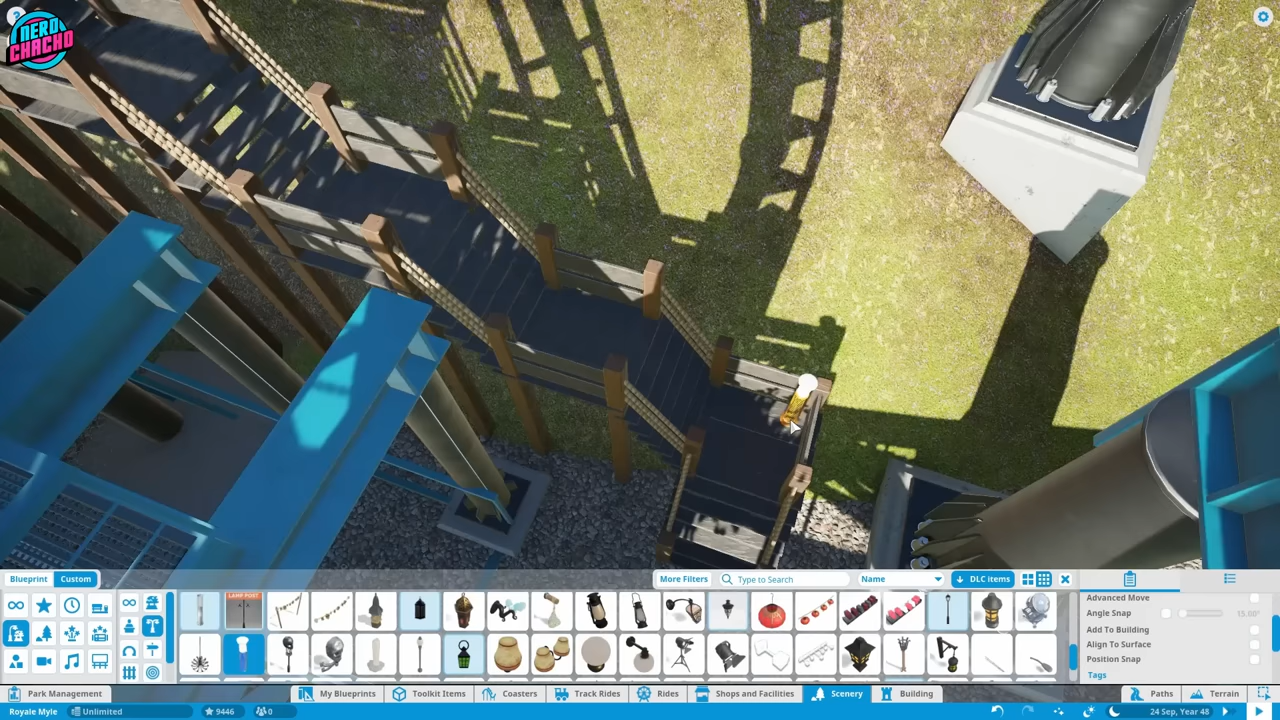 ?
NERD
CHACHO
Blueprint
Custom
More Filters
Type to Search
Name
DLC items
LAMP POST
Advanced Move
Angle Snap
15.00°
Add To Building
Align To Surface
Position Snap
Tags
Park Management
My Blueprints
Toolkit Items
Coasters
Track Rides
Rides
Shops and Facilities
Scenery
Building
Paths
Terrain
Royale Myle
Unlimited
9446
0
24 Sep, Year 48